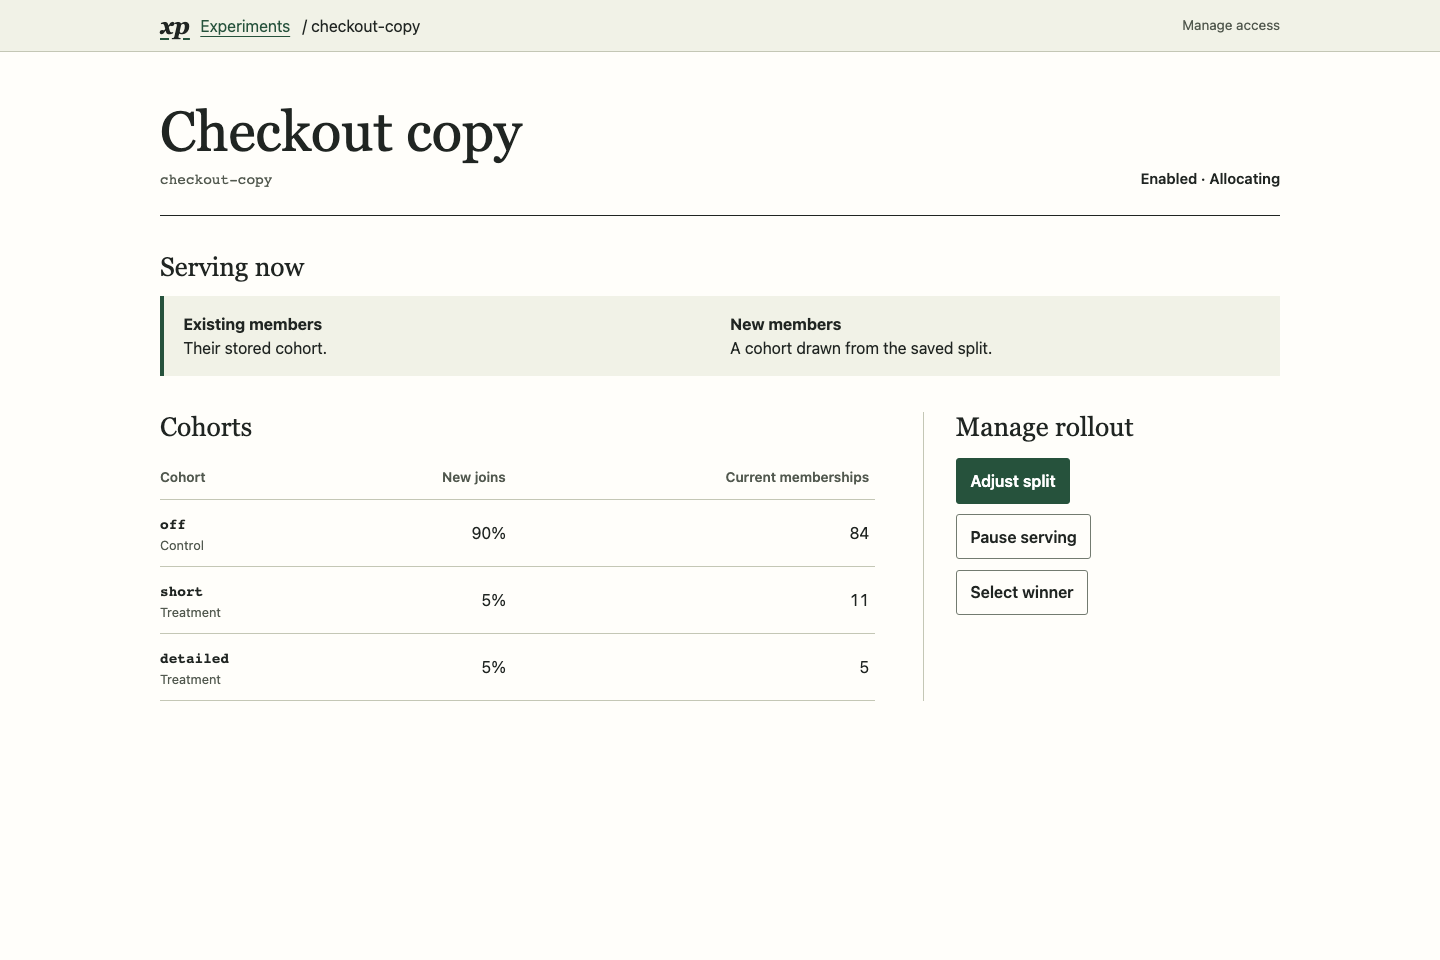 xp Experiments / checkout-copy
Manage access
Checkout copy
checkout-copy
Enabled · Allocating
Serving now
Existing members
Their stored cohort.
New members
A cohort drawn from the saved split.
Cohorts
Cohort New joins Current memberships
off
Control
90% 84
short
Treatment
5% 11
detailed
Treatment
5% 5
Manage rollout
Adjust split
Pause serving
Select winner